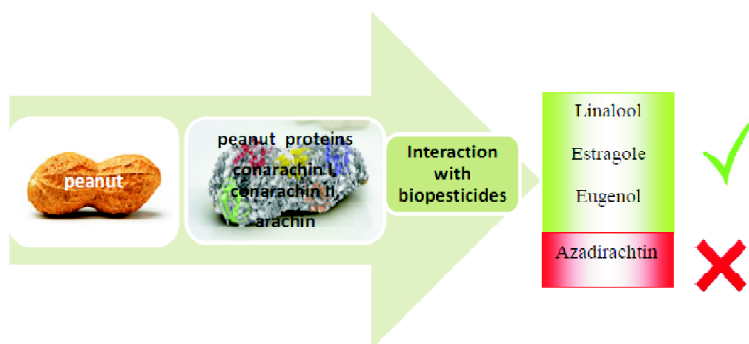 peanut
peanut proteins
conarachin I,
conarachin II,
arachin
Interaction
with
biopesticides
Linalool
Estragole
Eugenol
Azadirachtin